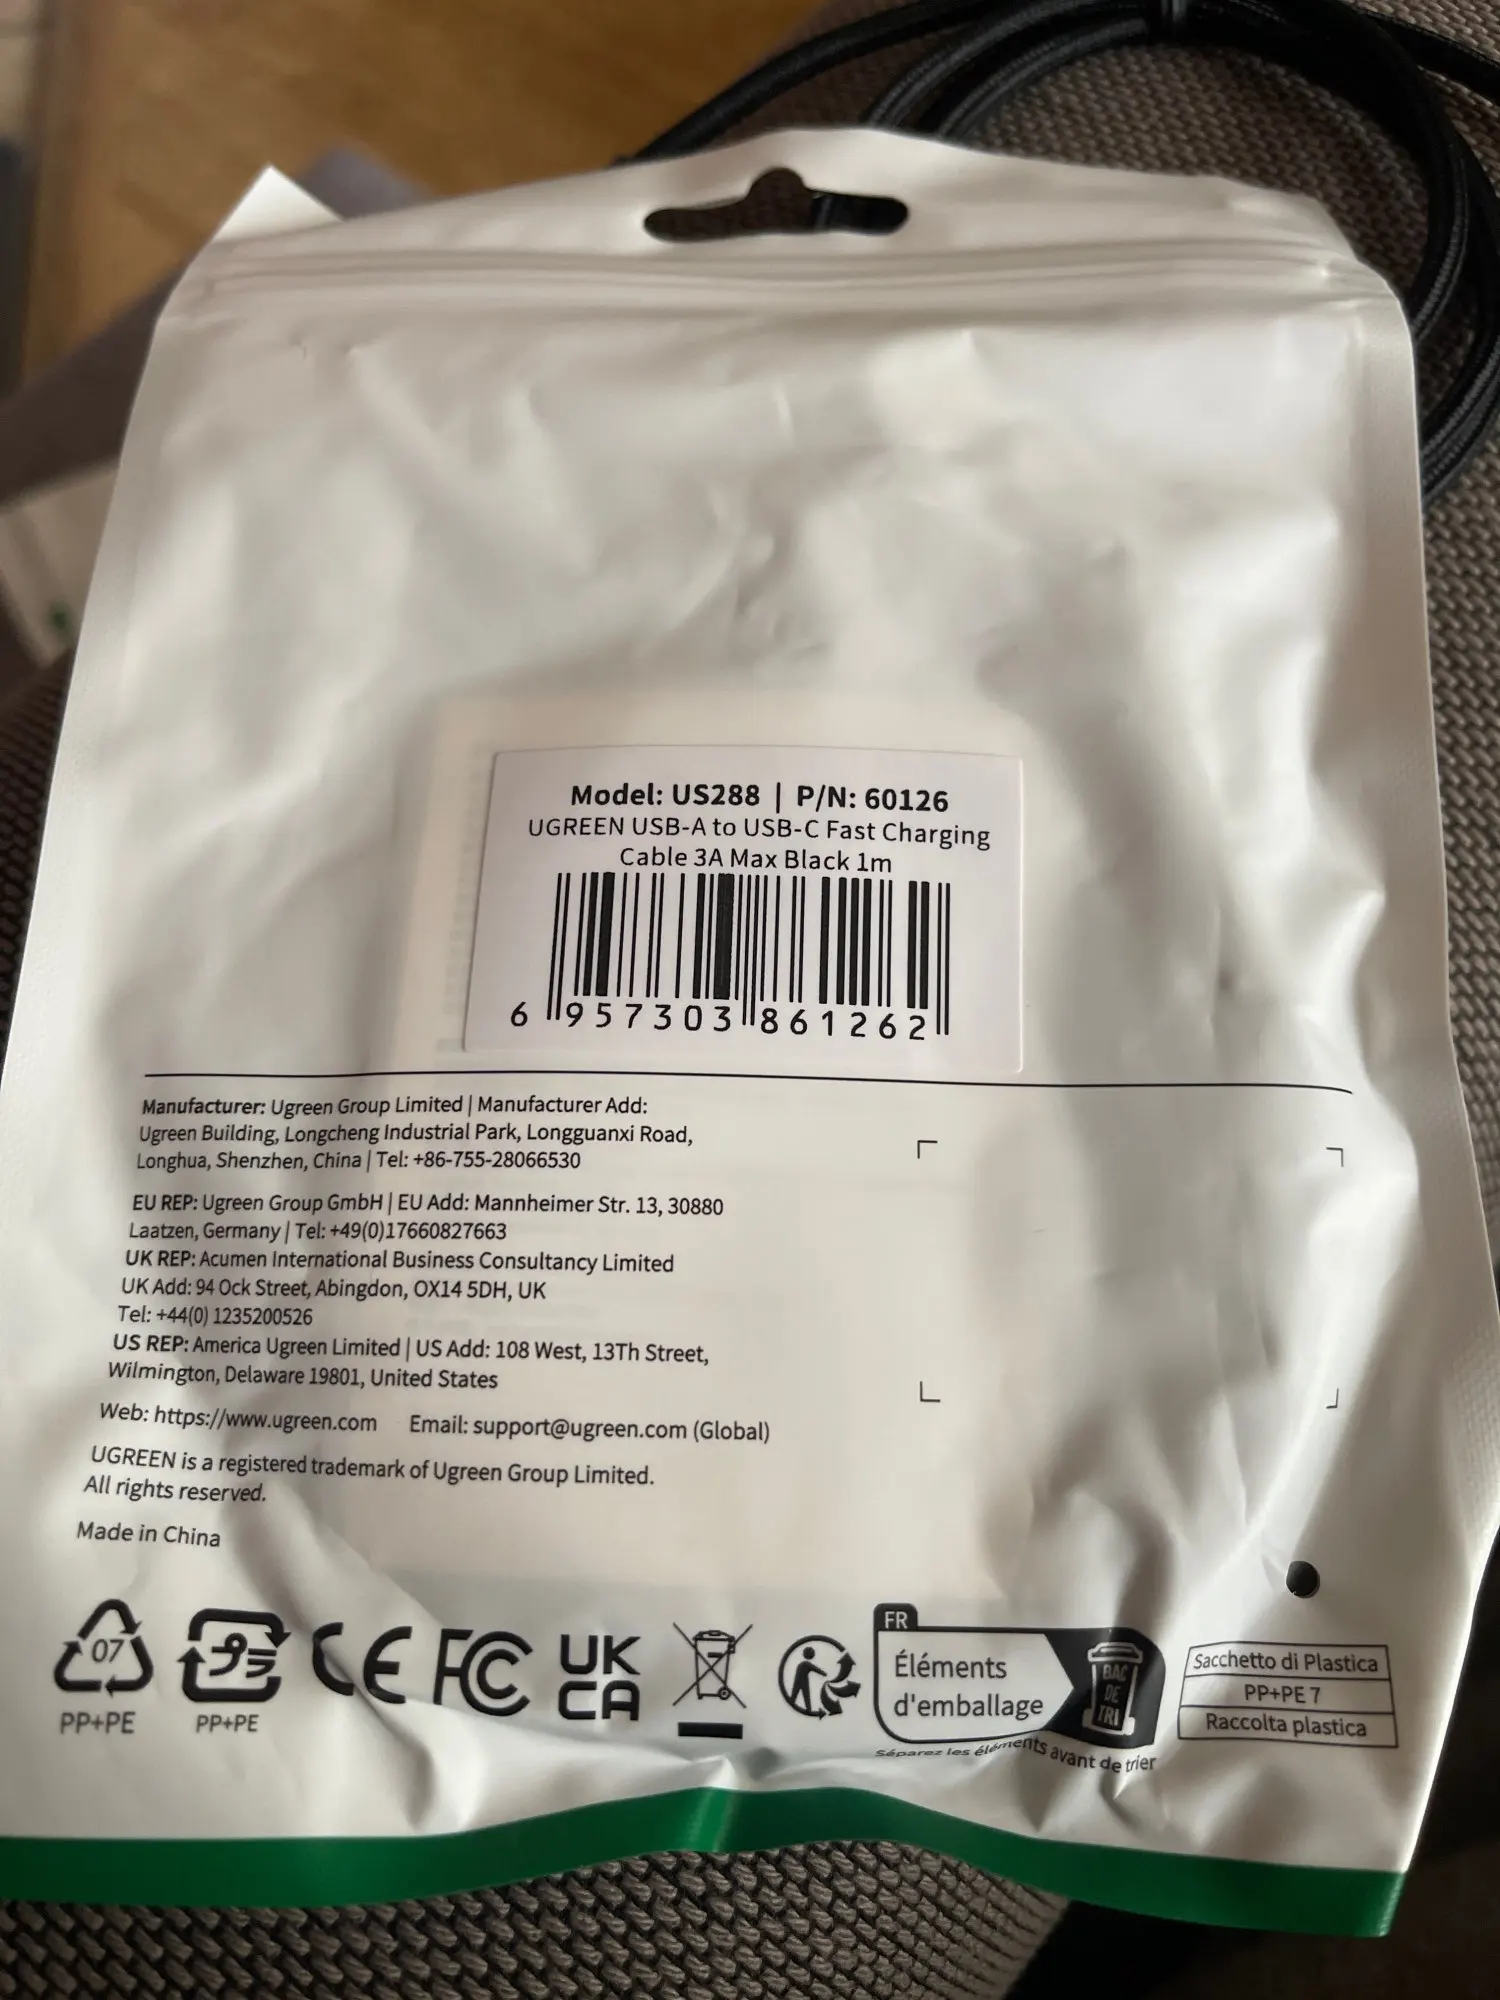 Model: US288 | P/N: 60126
UGREEN USB-A to USB-C Fast Charging
Cable 3A Max Black 1m
6 957303 861262
Manufacturer: Ugreen Group Limited | Manufacturer Add:
Ugreen Building, Longcheng Industrial Park, Longguanxi Road,
Longhua, Shenzhen, China | Tel: +86-755-28066530
EU REP: Ugreen Group GmbH | EU Add: Mannheimer Str. 13, 30880
Laatzen, Germany | Tel: +49(0)17660827663
UK REP: Acumen International Business Consultancy Limited
UK Add: 94 Ock Street, Abingdon, OX14 5DH, UK
Tel: +44(0) 1235200526
US REP: America Ugreen Limited | US Add: 108 West, 13Th Street,
Wilmington, Delaware 19801, United States
Web: https://www.ugreen.com Email: support@ugreen.com (Global)
UGREEN is a registered trademark of Ugreen Group Limited.
All rights reserved.
Made in China
07
PP+PE
プラ
PP+PE
CE
FC
UK
CA
FR
Éléments
d'emballage
BAC
DE
TRI
Séparez les éléments avant de trier
Sacchetto di Plastica
PP+PE 7
Raccolta plastica